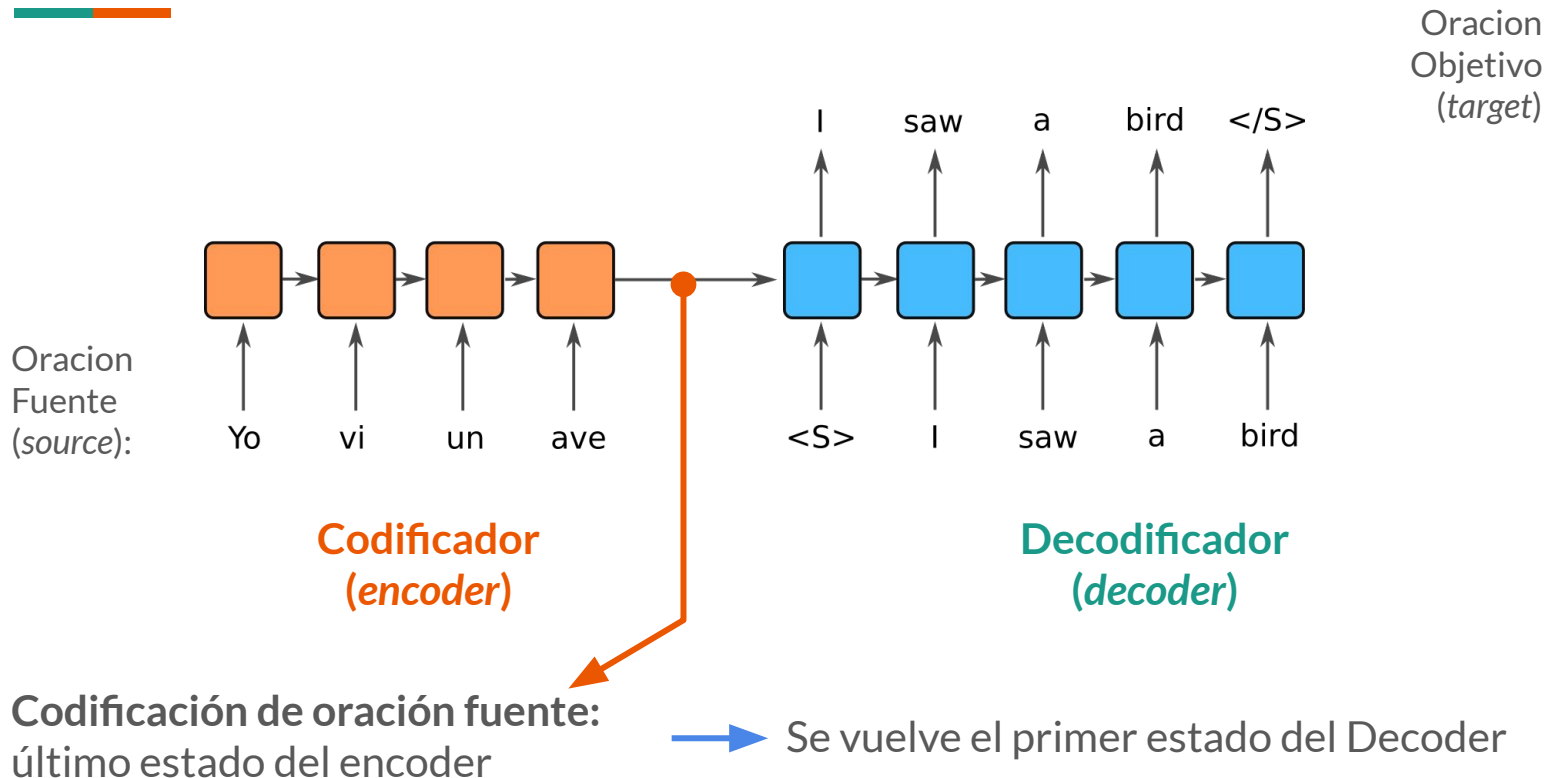 Oracion
Objetivo
(target)
I saw a bird </S>
Oracion
Fuente
(source):
Yo vi un ave
<S> I saw a bird
Codificador
(encoder)
Decodificador
(decoder)
Codificación de oración fuente:
último estado del encoder
Se vuelve el primer estado del Decoder